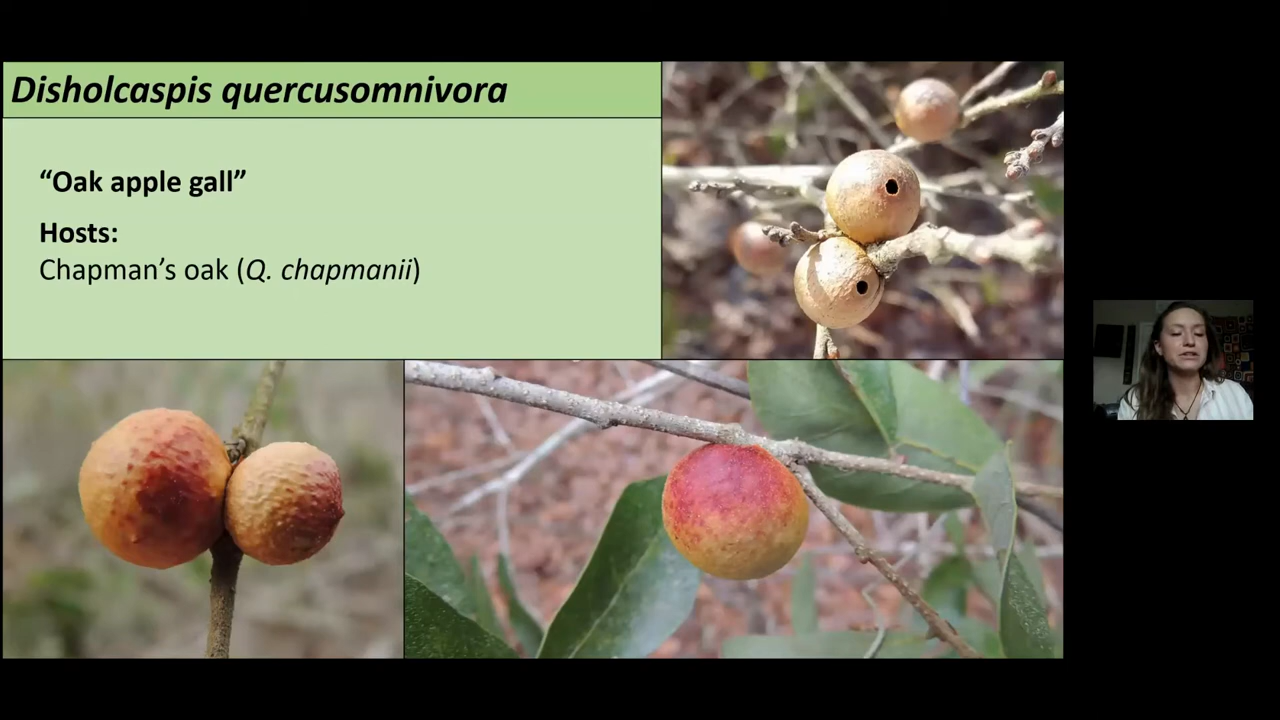 Disholcaspis quercusomnivora
“Oak apple gall”
Hosts:
Chapman’s oak (Q. chapmanii)